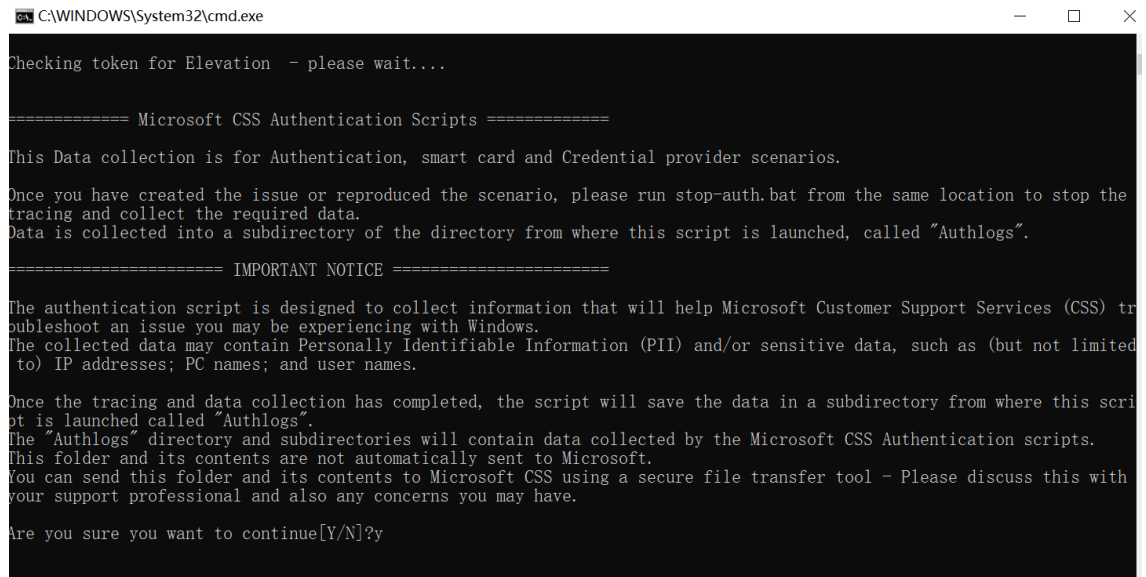 C:\WINDOWS\System32\cmd.exe
Checking token for Elevation  - please wait....
============= Microsoft CSS Authentication Scripts =============
This Data collection is for Authentication, smart card and Credential provider scenarios.
Once you have created the issue or reproduced the scenario, please run stop-auth.bat from the same location to stop the
tracing and collect the required data.
Data is collected into a subdirectory of the directory from where this script is launched, called "Authlogs".
======================= IMPORTANT NOTICE =======================
The authentication script is designed to collect information that will help Microsoft Customer Support Services (CSS) tr
oubleshoot an issue you may be experiencing with Windows.
The collected data may contain Personally Identifiable Information (PII) and/or sensitive data, such as (but not limited
 to) IP addresses; PC names; and user names.
Once the tracing and data collection has completed, the script will save the data in a subdirectory from where this scri
pt is launched called "Authlogs".
The "Authlogs" directory and subdirectories will contain data collected by the Microsoft CSS Authentication scripts.
This folder and its contents are not automatically sent to Microsoft.
You can send this folder and its contents to Microsoft CSS using a secure file transfer tool - Please discuss this with
your support professional and also any concerns you may have.
Are you sure you want to continue[Y/N]?y